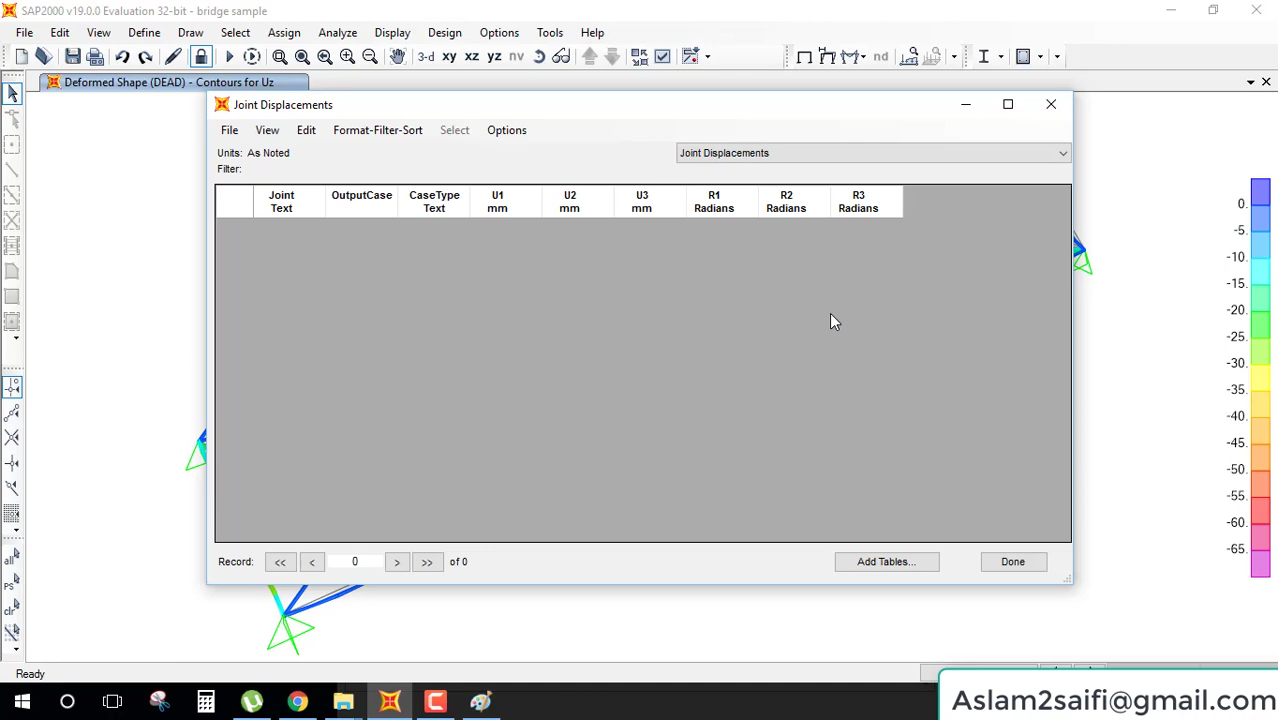 SAP2000 v19.0.0 Evaluation 32-bit - bridge sample
File Edit View Define Draw Select Assign Analyze Display Design Options Tools Help
3-d xy xz yz nd
Deformed Shape (DEAD) - Contours for Uz
Joint Displacements
File View Edit Format-Filter-Sort Select Options
Units: As Noted
Joint Displacements
Filter:
Joint OutputCase CaseType U1 U2 U3 R1 R2 R3
Text Text mm mm mm Radians Radians Radians
0.
-5.
-10.
-15.
-20.
-25.
-30.
-35.
-40.
-45.
-50.
-55.
-60.
-65.
all
PS
clr
Record: << < 0 > >> of 0 Add Tables... Done
Ready
Aslam2saifi@gmail.com